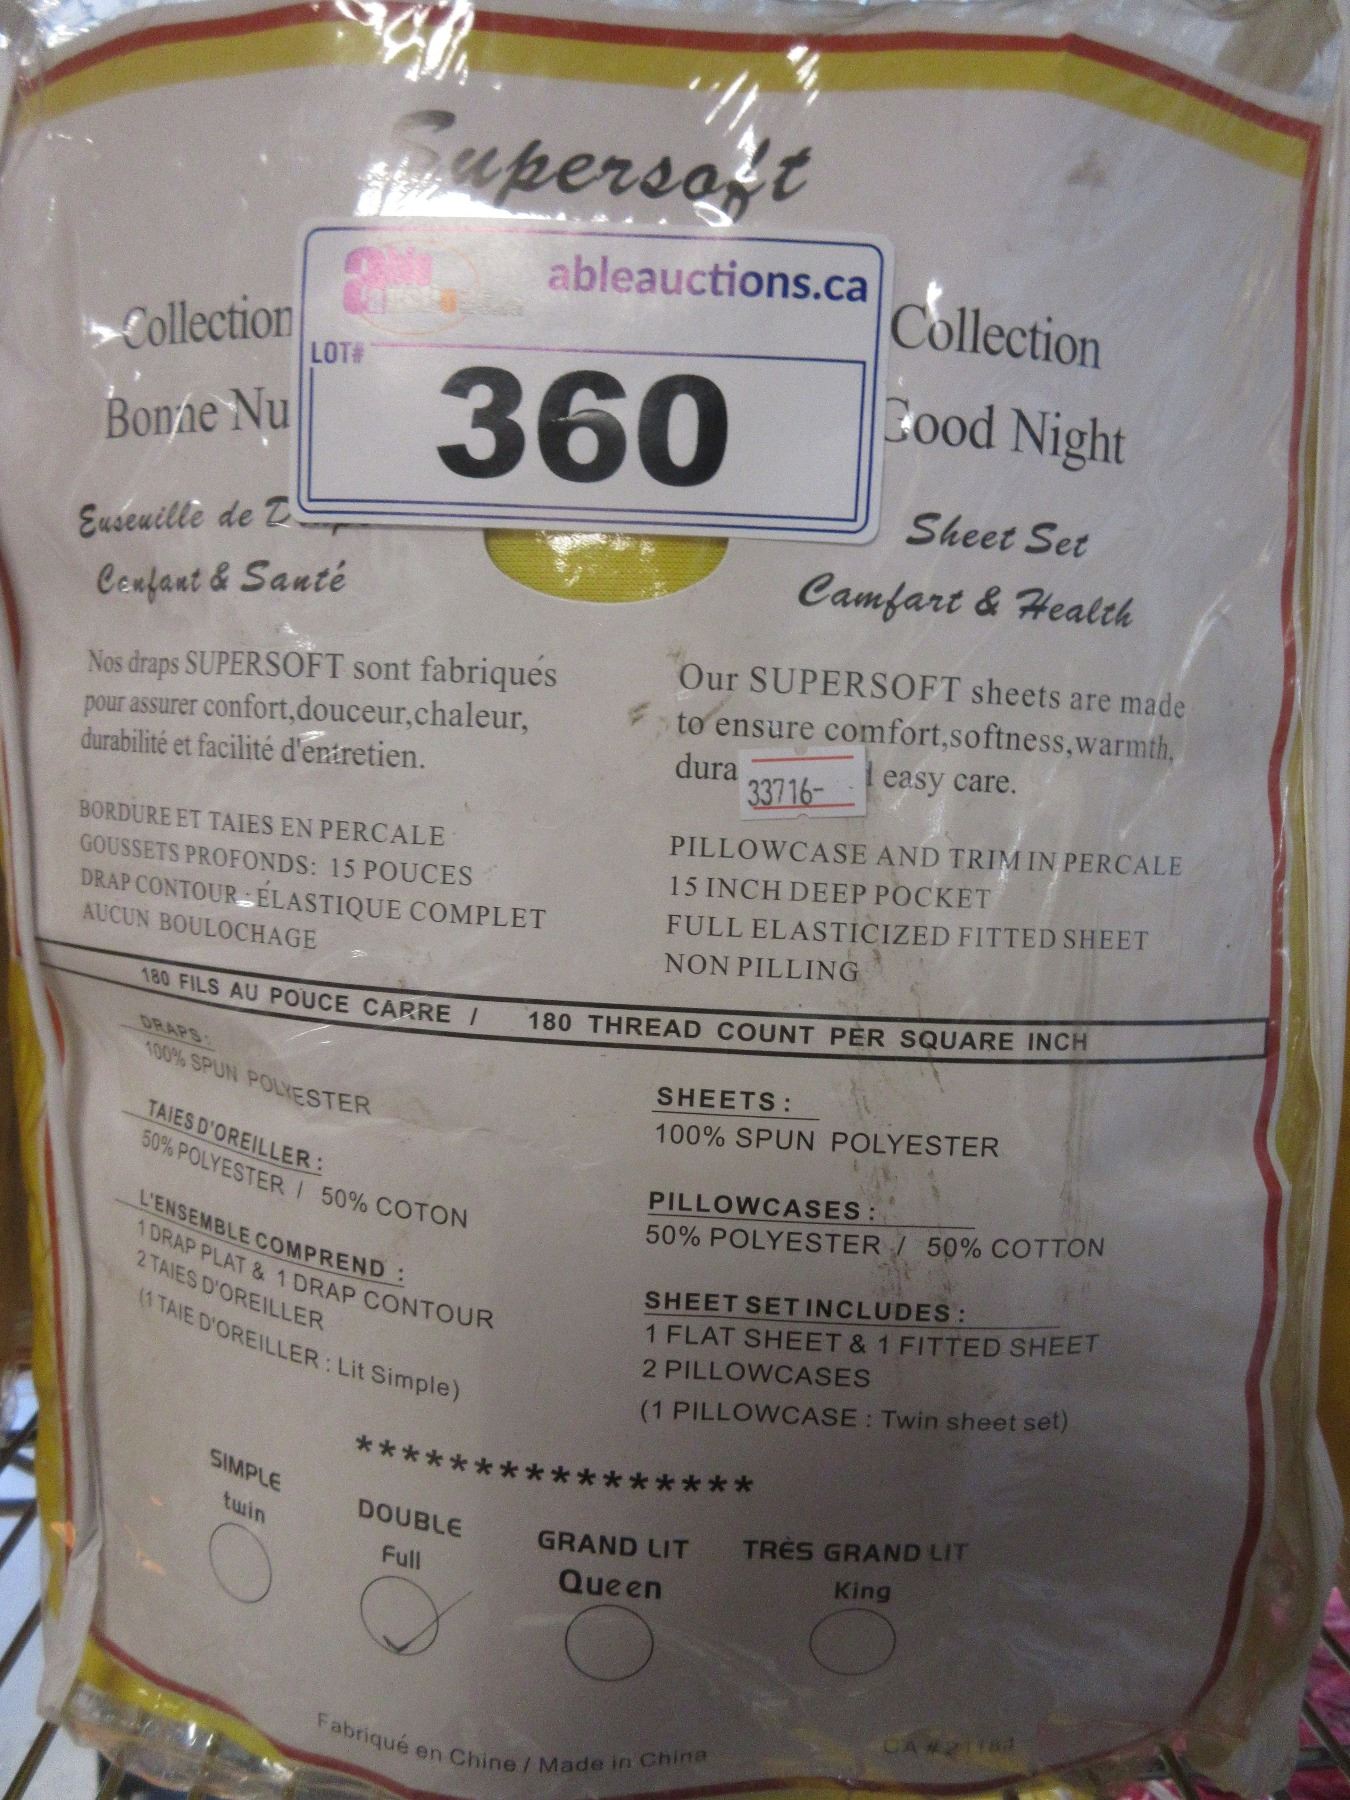 Supersoft
ableauctions.ca
LOT#
360
Collection
Bonne Nu
Collection
Good Night
Ensenille de
Confant & Santé
Sheet Set
Camfart & Health
Nos draps SUPERSOFT sont fabriqués
pour assurer confort,douceur,chaleur,
durabilité et facilité d'entretien.
Our SUPERSOFT sheets are made
to ensure comfort,softness,warmth,
dura easy care.
33716-
BORDURE ET TAIES EN PERCALE
GOUSSETS PROFONDS: 15 POUCES
DRAP CONTOUR : ÉLASTIQUE COMPLET
AUCUN BOULOCHAGE
PILLOWCASE AND TRIM IN PERCALE
15 INCH DEEP POCKET
FULL ELASTICIZED FITTED SHEET
NON PILLING
180 FILS AU POUCE CARRE / 180 THREAD COUNT PER SQUARE INCH
DRAPS:
100% SPUN POLYESTER
TAIES D'OREILLER :
50% POLYESTER / 50% COTON
L'ENSEMBLE COMPREND :
1 DRAP PLAT & 1 DRAP CONTOUR
2 TAIES D'OREILLER
(1 TAIE D'OREILLER : Lit Simple)
SHEETS :
100% SPUN POLYESTER
PILLOWCASES :
50% POLYESTER / 50% COTTON
SHEET SET INCLUDES :
1 FLAT SHEET & 1 FITTED SHEET
2 PILLOWCASES
(1 PILLOWCASE : Twin sheet set)
****************
SIMPLE
twin
DOUBLE
Full
GRAND LIT
Queen
TRÈS GRAND LIT
King
Fabriqué en Chine / Made in China
CA #